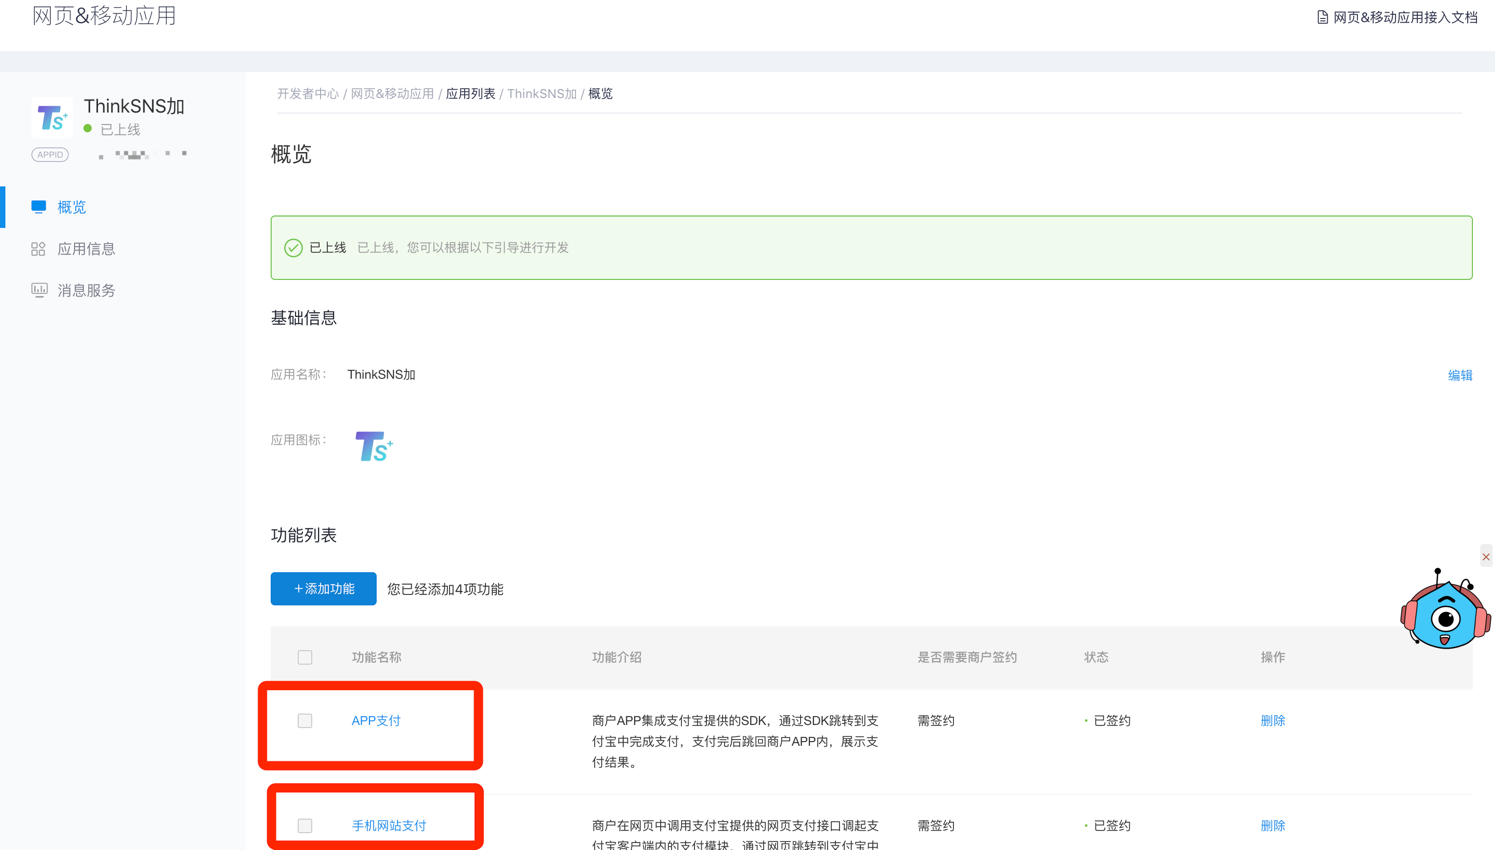 网页&移动应用
网页&移动应用接入文档
ThinkSNS加
已上线
APPID
概览
应用信息
消息服务
开发者中心 / 网页&移动应用 / 应用列表 / ThinkSNS加 / 概览
概览
已上线 已上线，您可以根据以下引导进行开发
基础信息
应用名称： ThinkSNS加
编辑
应用图标：
Ts+
功能列表
+添加功能 您已经添加4项功能
功能名称 功能介绍 是否需要商户签约 状态 操作
APP支付 商户APP集成支付宝提供的SDK，通过SDK跳转到支 需签约 已签约 删除
付宝中完成支付，支付完后跳回商户APP内，展示支
付结果。
手机网站支付 商户在网页中调用支付宝提供的网页支付接口调起支 需签约 已签约 删除
付宝客户端内的支付模块，通过网页跳转到支付宝中